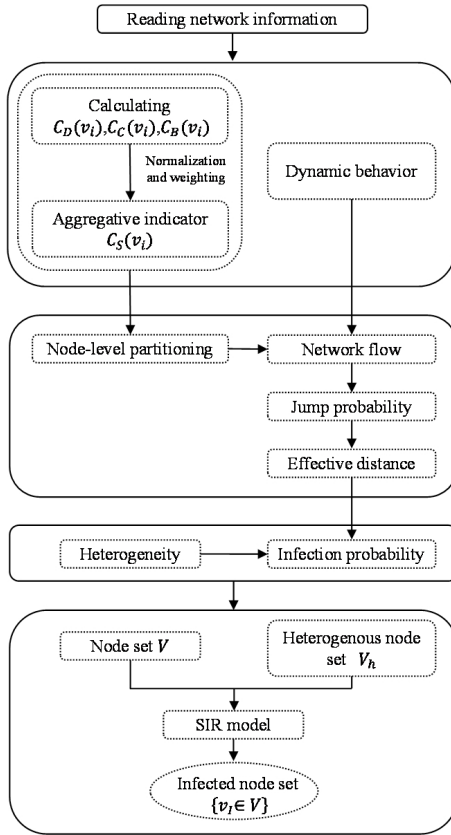 Reading network information
Calculating
C_D(v_i),C_C(v_i),C_B(v_i)
Normalization
and weighting
Aggregative indicator
C_S(v_i)
Dynamic behavior
Node-level partitioning
Network flow
Jump probability
Effective distance
Heterogeneity
Infection probability
Node set V
Heterogenous node
set V_h
SIR model
Infected node set
{v_I ∈ V}